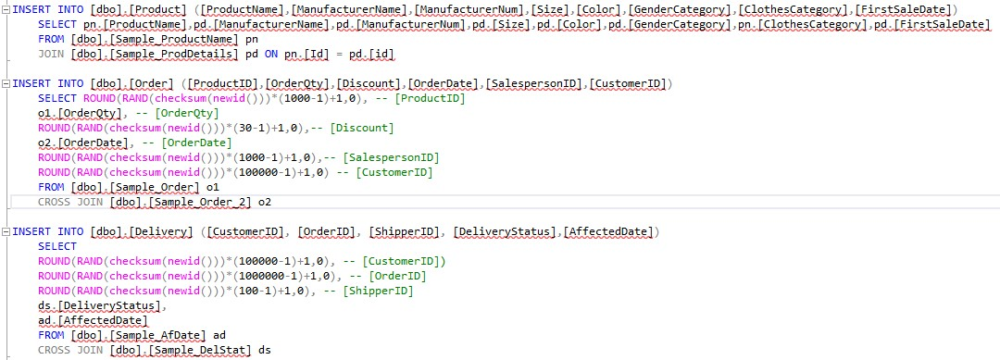 INSERT INTO [dbo].[Product] ([ProductName],[ManufacturerName],[ManufacturerNum],[Size],[Color],[GenderCategory],[ClothesCategory],[FirstSaleDate])
SELECT pn.[ProductName],pd.[ManufacturerName],pd.[ManufacturerNum],pd.[Size],pd.[Color],pd.[GenderCategory],pn.[ClothesCategory],pd.[FirstSaleDate]
FROM [dbo].[Sample_ProductName] pn
JOIN [dbo].[Sample_ProdDetails] pd ON pn.[Id] = pd.[id]
INSERT INTO [dbo].[Order] ([ProductID],[OrderQty],[Discount],[OrderDate],[SalespersonID],[CustomerID])
SELECT ROUND(RAND(checksum(newid()))*(1000-1)+1,0), -- [ProductID]
o1.[OrderQty], -- [OrderQty]
ROUND(RAND(checksum(newid()))*(30-1)+1,0),-- [Discount]
o2.[OrderDate], -- [OrderDate]
ROUND(RAND(checksum(newid()))*(1000-1)+1,0),-- [SalespersonID]
ROUND(RAND(checksum(newid()))*(100000-1)+1,0) -- [CustomerID]
FROM [dbo].[Sample_Order] o1
CROSS JOIN [dbo].[Sample_Order_2] o2
INSERT INTO [dbo].[Delivery] ([CustomerID], [OrderID], [ShipperID], [DeliveryStatus],[AffectedDate])
SELECT
ROUND(RAND(checksum(newid()))*(100000-1)+1,0), -- [CustomerID])
ROUND(RAND(checksum(newid()))*(1000000-1)+1,0), -- [OrderID]
ROUND(RAND(checksum(newid()))*(100-1)+1,0), -- [ShipperID]
ds.[DeliveryStatus],
ad.[AffectedDate]
FROM [dbo].[Sample_AfDate] ad
CROSS JOIN [dbo].[Sample_DelStat] ds